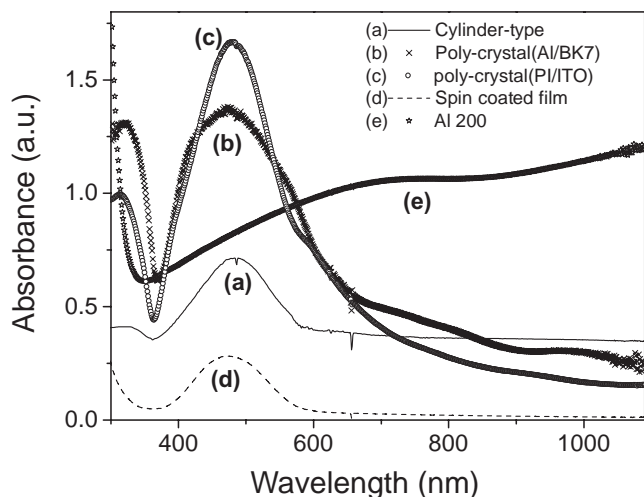 (a) Cylinder-type
(b) Poly-crystal(Al/BK7)
(c) poly-crystal(PI/ITO)
(d) Spin coated film
(e) Al 200
(c)
(b)
(e)
(a)
(d)
1.5
1.0
0.5
0.0
Absorbance (a.u.)
400 600 800 1000
Wavelength (nm)